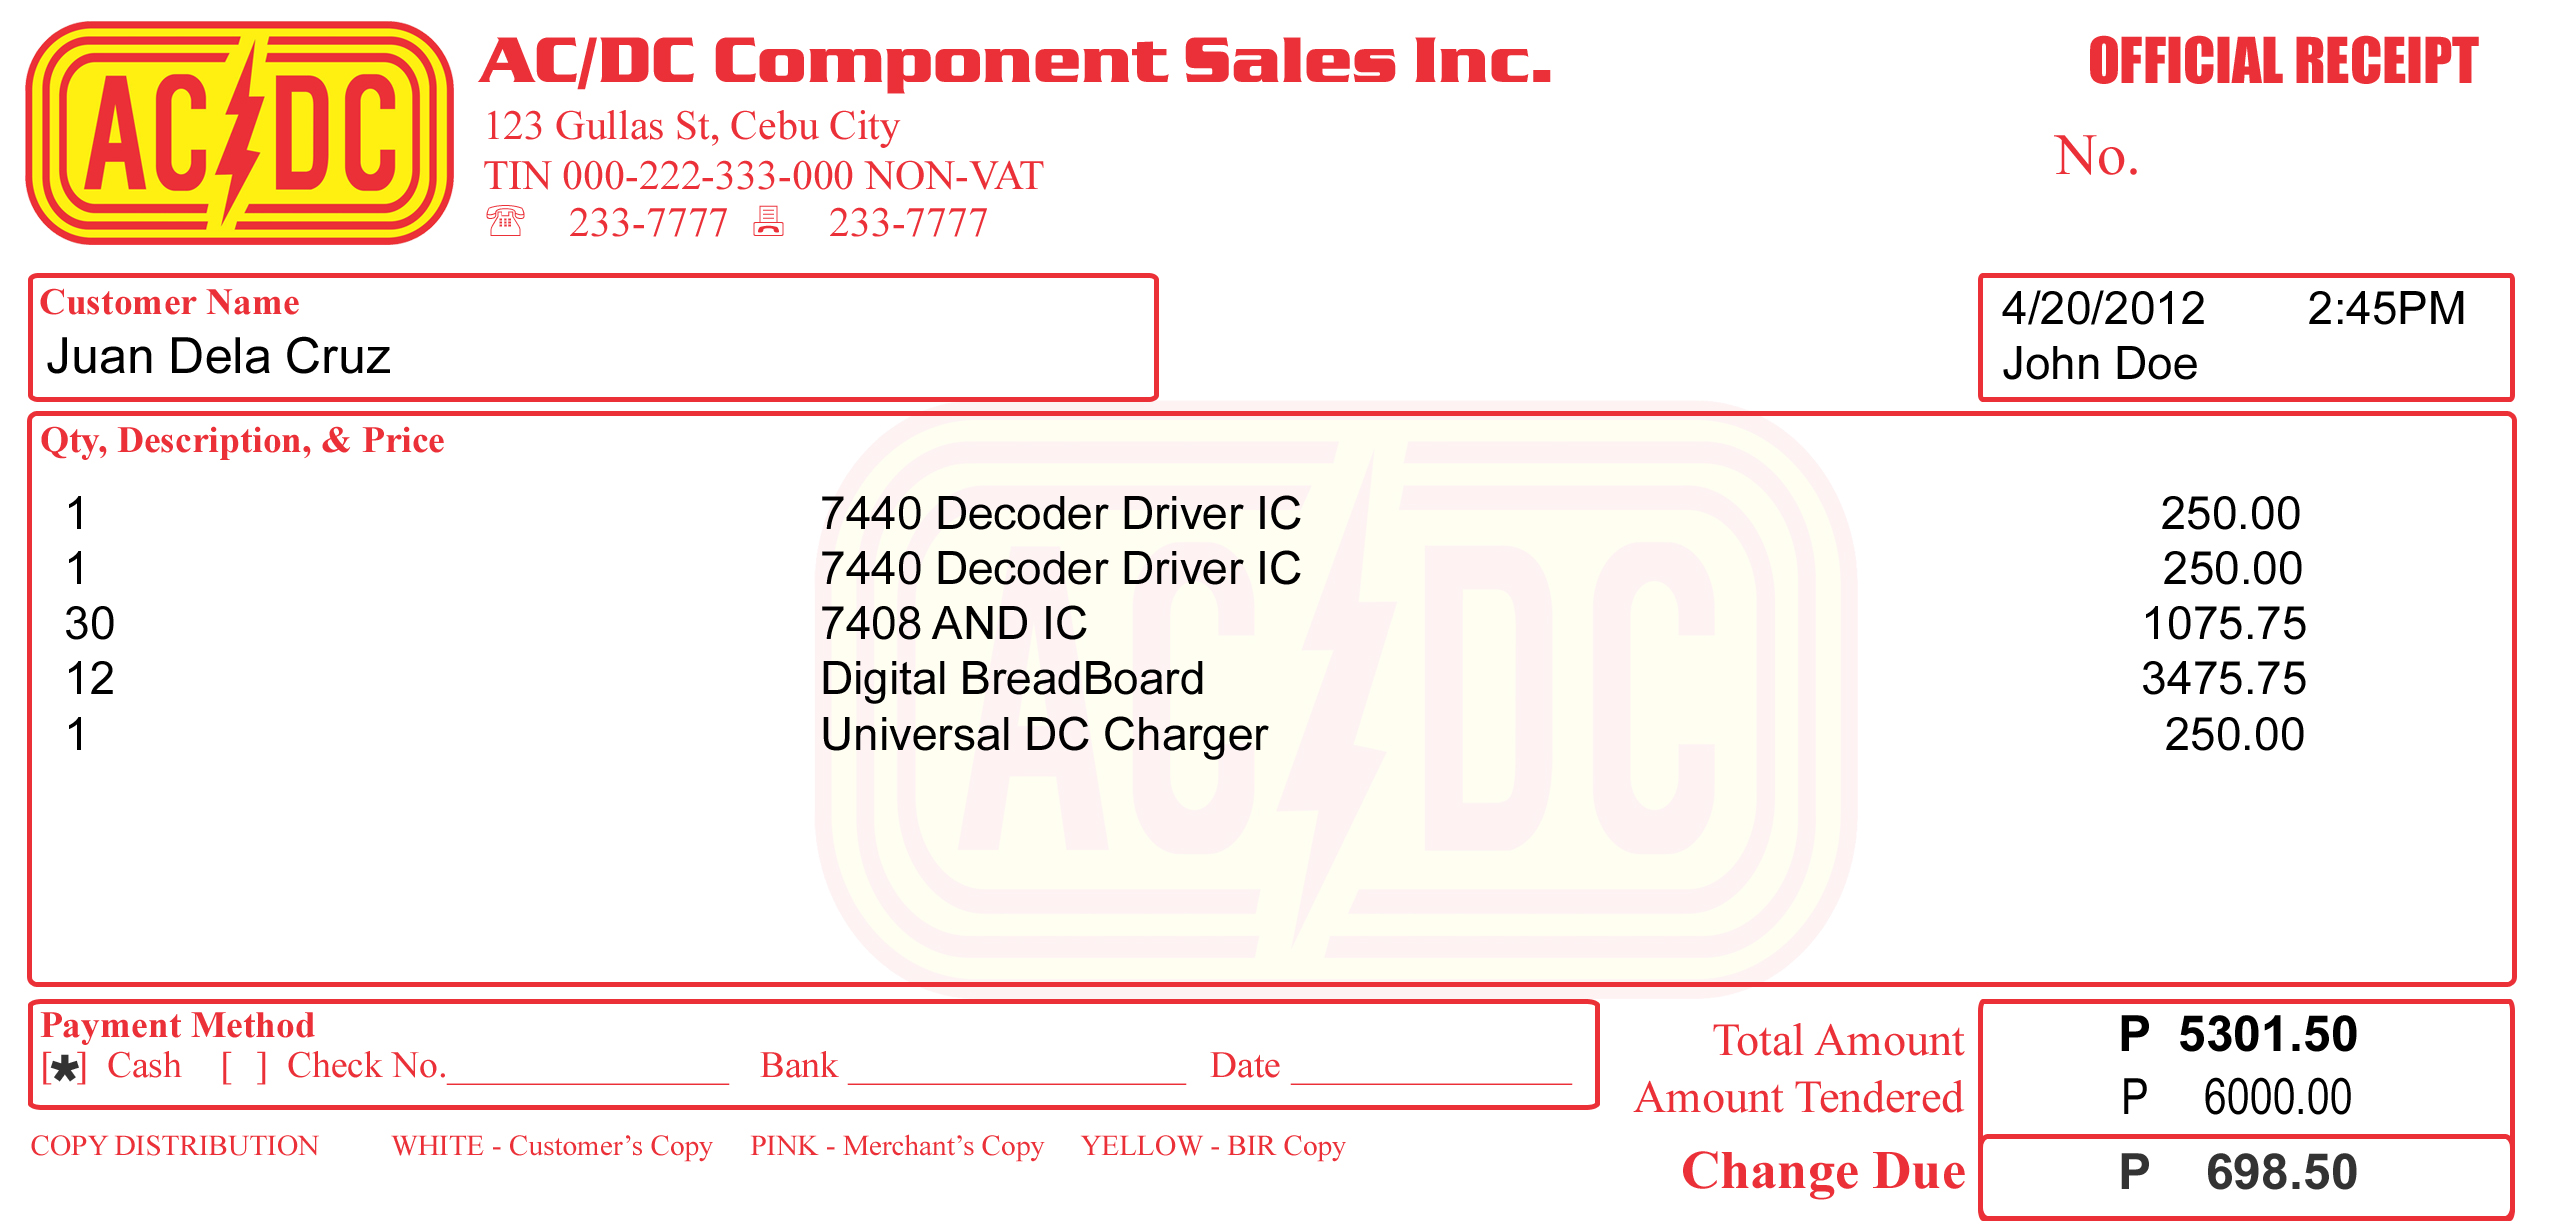 AC DC
AC/DC Component Sales Inc.
123 Gullas St, Cebu City
TIN 000-222-333-000 NON-VAT
☏ 233-7777 233-7777
OFFICIAL RECEIPT
No.
Customer Name
Juan Dela Cruz
4/20/2012 2:45PM
John Doe
Qty, Description, & Price
1 7440 Decoder Driver IC 250.00
1 7440 Decoder Driver IC 250.00
30 7408 AND IC 1075.75
12 Digital BreadBoard 3475.75
1 Universal DC Charger 250.00
AC DC
Payment Method
[*] Cash [ ] Check No.______________ Bank _________________ Date ______________
Total Amount P 5301.50
Amount Tendered P 6000.00
Change Due P 698.50
COPY DISTRIBUTION WHITE - Customer’s Copy PINK - Merchant’s Copy YELLOW - BIR Copy